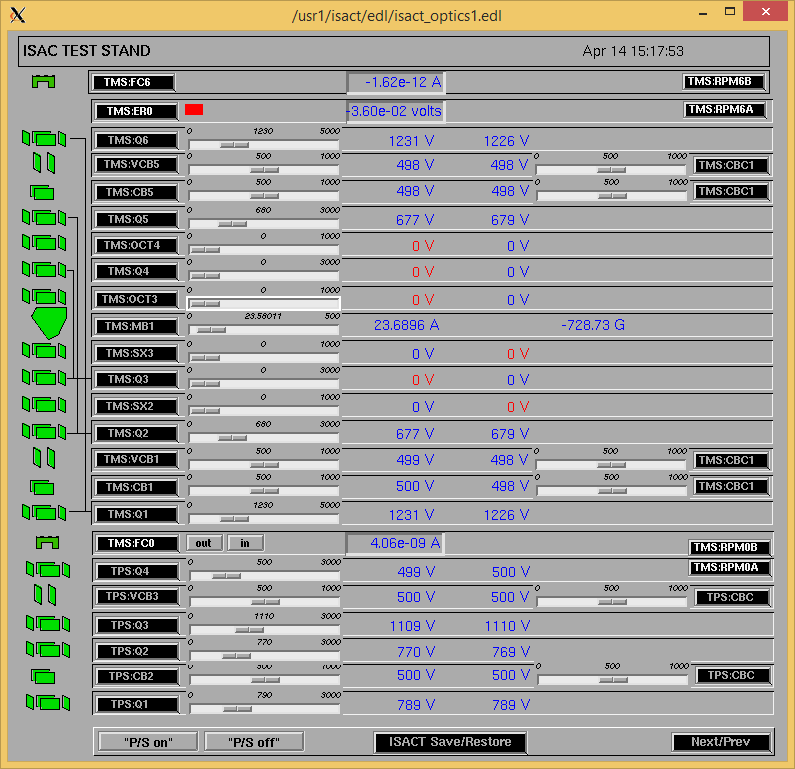 /usr1/isact/edl/isact_optics1.edl
ISAC TEST STAND Apr 14 15:17:53
TMS:FC6 -1.62e-12 A TMS:RPM6B
TMS:ER0 -3.60e-02 volts TMS:RPM6A
TMS:Q6 0 1230 5000 1231 V 1226 V
TMS:VCB5 0 500 1000 498 V 498 V 0 500 1000 TMS:CBC1
TMS:CB5 0 500 1000 498 V 498 V 0 500 1000 TMS:CBC1
TMS:Q5 0 680 3000 677 V 679 V
TMS:OCT4 0 0 1000 0 V 0 V
TMS:Q4 0 0 3000 0 V 0 V
TMS:OCT3 0 0 1000 0 V 0 V
TMS:MB1 0 23.58011 500 23.6896 A -728.73 G
TMS:SX3 0 0 1000 0 V 0 V
TMS:Q3 0 0 3000 0 V 0 V
TMS:SX2 0 0 1000 0 V 0 V
TMS:Q2 0 680 3000 677 V 679 V
TMS:VCB1 0 500 1000 499 V 498 V 0 500 1000 TMS:CBC1
TMS:CB1 0 500 1000 500 V 498 V 0 500 1000 TMS:CBC1
TMS:Q1 0 1230 5000 1231 V 1226 V
TMS:FC0 out in 4.06e-09 A TMS:RPM0B
TPS:Q4 0 500 3000 499 V 500 V TMS:RPM0A
TPS:VCB3 0 500 1000 500 V 500 V 0 500 1000 TPS:CBC
TPS:Q3 0 1110 3000 1109 V 1110 V
TPS:Q2 0 770 3000 770 V 769 V
TPS:CB2 0 500 1000 500 V 500 V 0 500 1000 TPS:CBC
TPS:Q1 0 790 3000 789 V 789 V
"P/S on" "P/S off" ISACT Save/Restore Next/Prev